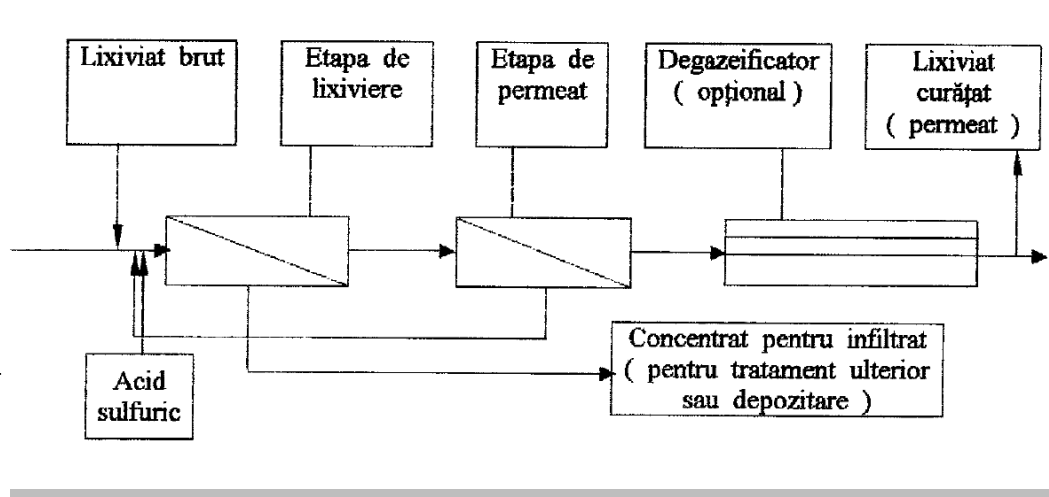 Lixiviat brut
Etapa de
lixiviere
Etapa de
permeat
Degazeificator
( opțional )
Lixiviat
curățat
( permeat )
Concentrat pentru infiltrat
( pentru tratament ulterior
sau depozitare )
Acid
sulfuric